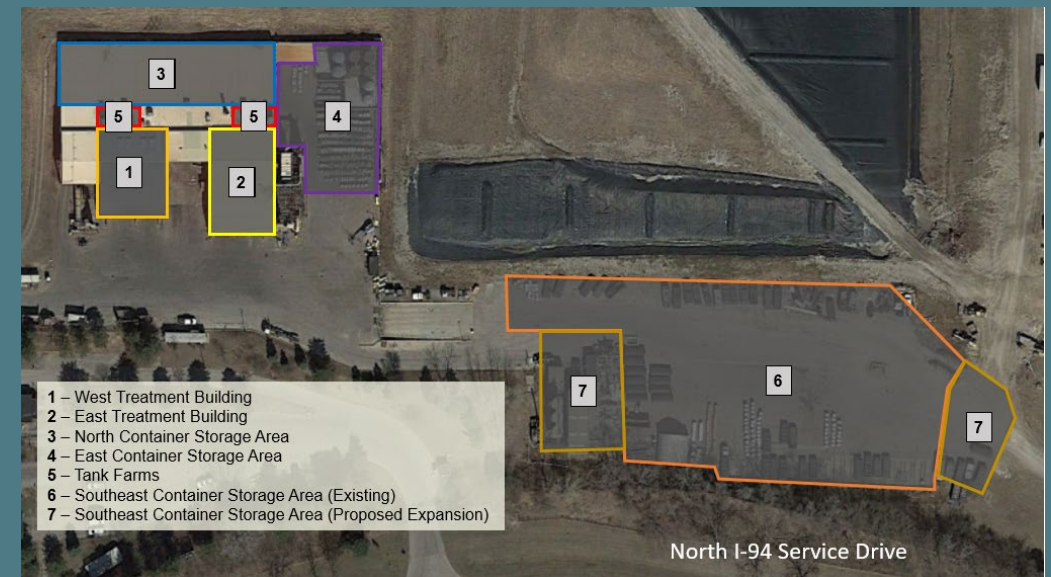 3
5
5
4
1
2
6
7
7
1 – West Treatment Building
2 – East Treatment Building
3 – North Container Storage Area
4 – East Container Storage Area
5 – Tank Farms
6 – Southeast Container Storage Area (Existing)
7 – Southeast Container Storage Area (Proposed Expansion)
North I-94 Service Drive